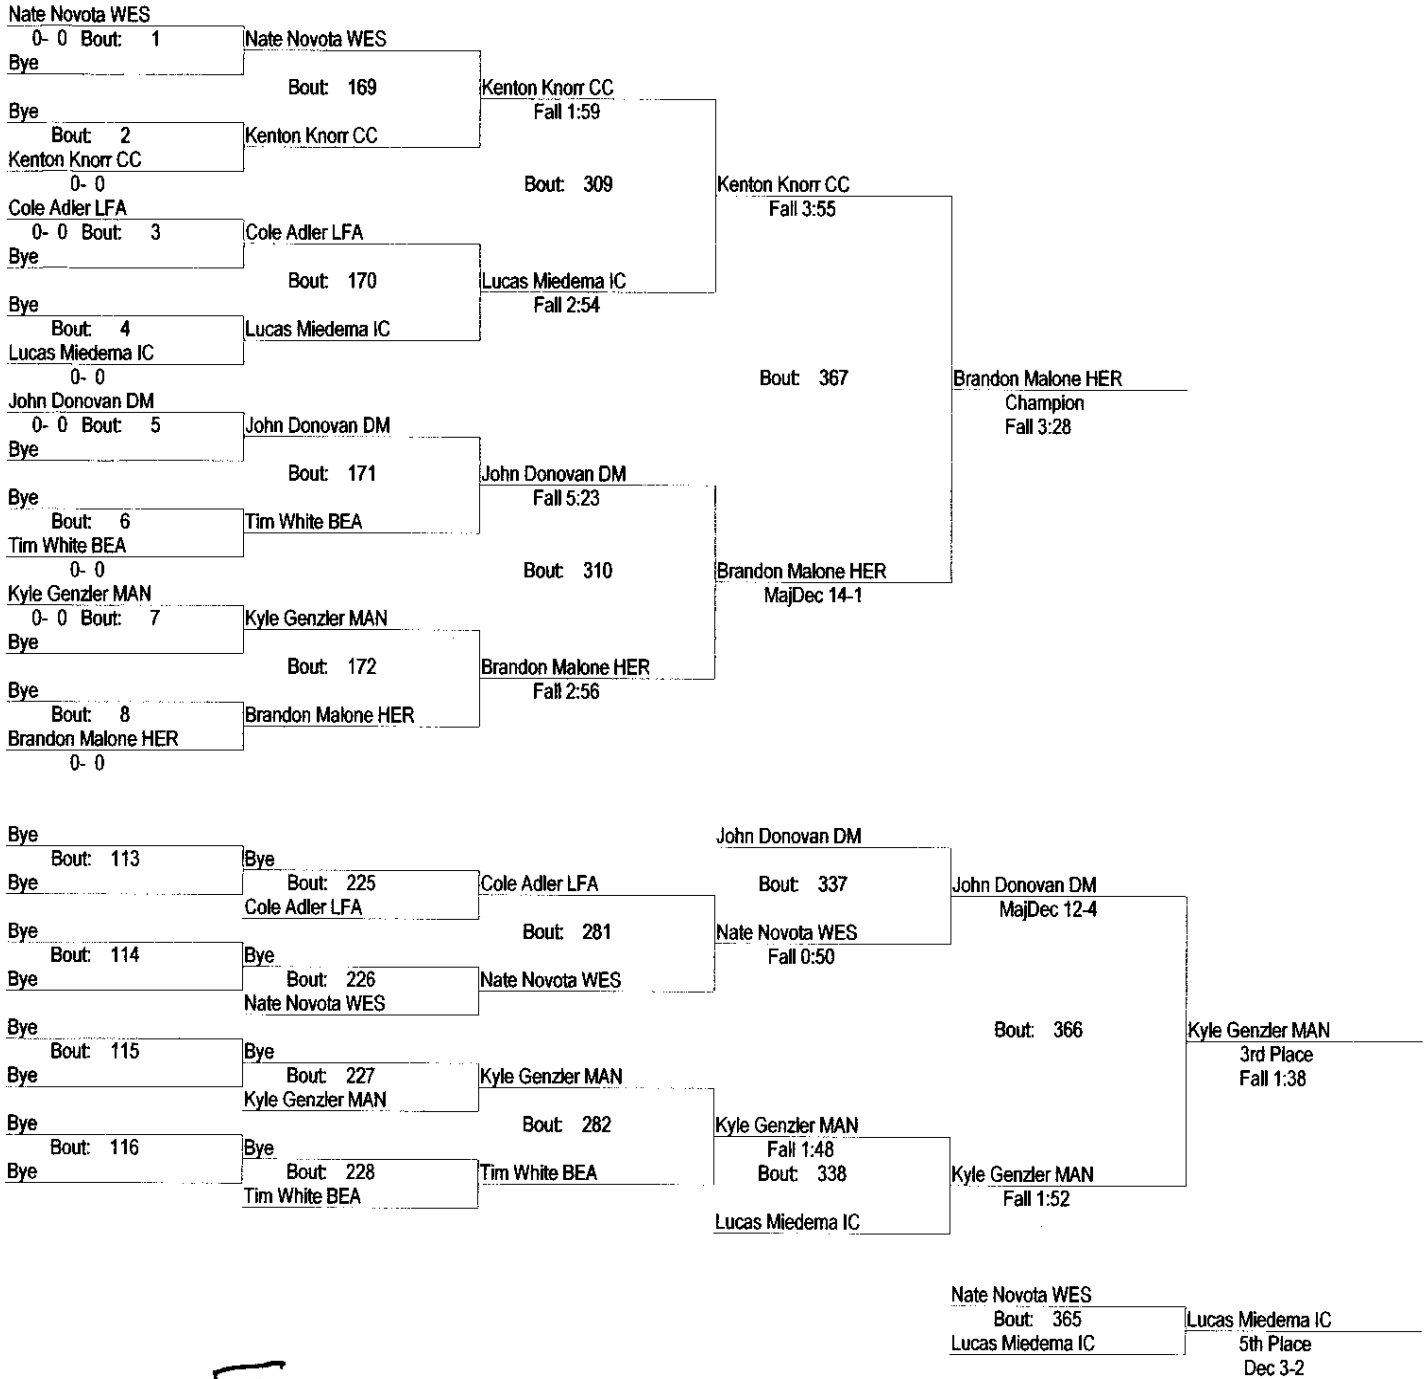 Nate Novota WES
0- 0 Bout: 1 Nate Novota WES
Bye
Bout: 169 Kenton Knorr CC
Bye Fall 1:59
Bout: 2 Kenton Knorr CC
Kenton Knorr CC
0- 0 Bout: 309 Kenton Knorr CC
Cole Adler LFA Fall 3:55
0- 0 Bout: 3 Cole Adler LFA
Bye
Bout: 170 Lucas Miedema IC
Bye Fall 2:54
Bout: 4 Lucas Miedema IC
Lucas Miedema IC
0- 0 Bout: 367 Brandon Malone HER
John Donovan DM Champion
0- 0 Bout: 5 John Donovan DM Fall 3:28
Bye
Bout: 171 John Donovan DM
Bye Fall 5:23
Bout: 6 Tim White BEA
Tim White BEA
0- 0 Bout: 310 Brandon Malone HER
Kyle Genzler MAN MajDec 14-1
0- 0 Bout: 7 Kyle Genzler MAN
Bye
Bout: 172 Brandon Malone HER
Bye Fall 2:56
Bout: 8 Brandon Malone HER
Brandon Malone HER
0- 0
Bye John Donovan DM
Bout: 113 Bye
Bye Bout: 225 Cole Adler LFA Bout: 337 John Donovan DM
Cole Adler LFA MajDec 12-4
Bye Bout: 281 Nate Novota WES
Bout: 114 Bye Fall 0:50
Bye Bout: 226 Nate Novota WES
Nate Novota WES
Bye Bout: 366 Kyle Genzler MAN
Bout: 115 Bye 3rd Place
Bye Bout: 227 Kyle Genzler MAN Fall 1:38
Kyle Genzler MAN
Bye Bout: 282 Kyle Genzler MAN
Bout: 116 Bye Fall 1:48
Bye Bout: 228 Tim White BEA Bout: 338 Kyle Genzler MAN
Tim White BEA Fall 1:52
Lucas Miedema IC
Nate Novota WES
Bout: 365 Lucas Miedema IC
Lucas Miedema IC 5th Place
Dec 3-2